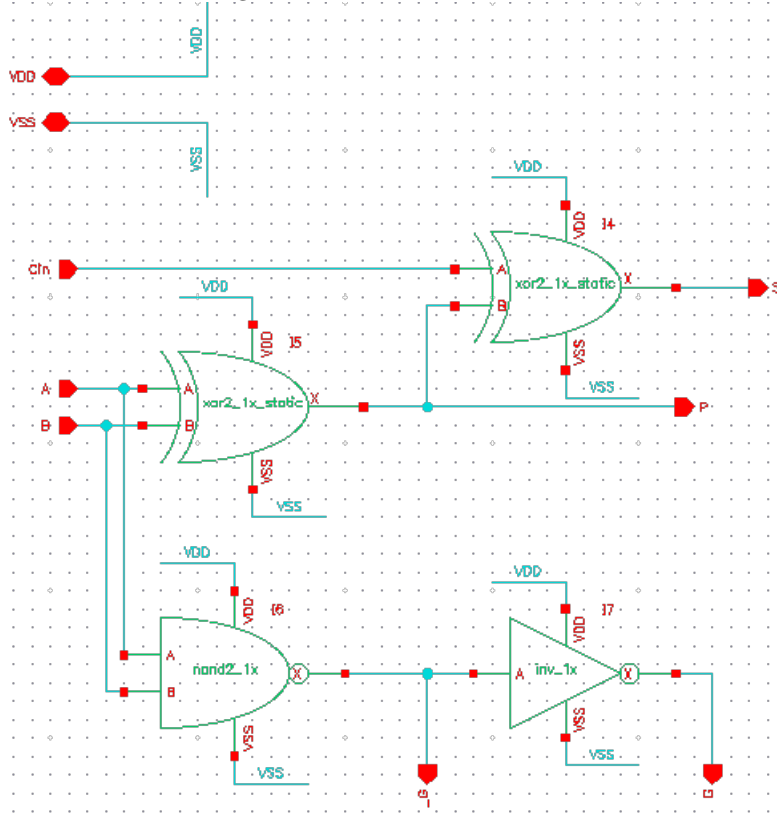 VDD
VDD
VSS
VSS
VDD
VDD
I4
Cin
A
xor2_1x_static
X
S
B
VDD
VDD
I5
VSS
VSS
A
A
xor2_1x_static
X
P
B
B
VSS
VSS
VDD
VDD
I6
VDD
VDD
I7
A
nand2_1x
X
A
inv_1x
X
B
VSS
VSS
VSS
VSS
G_
G